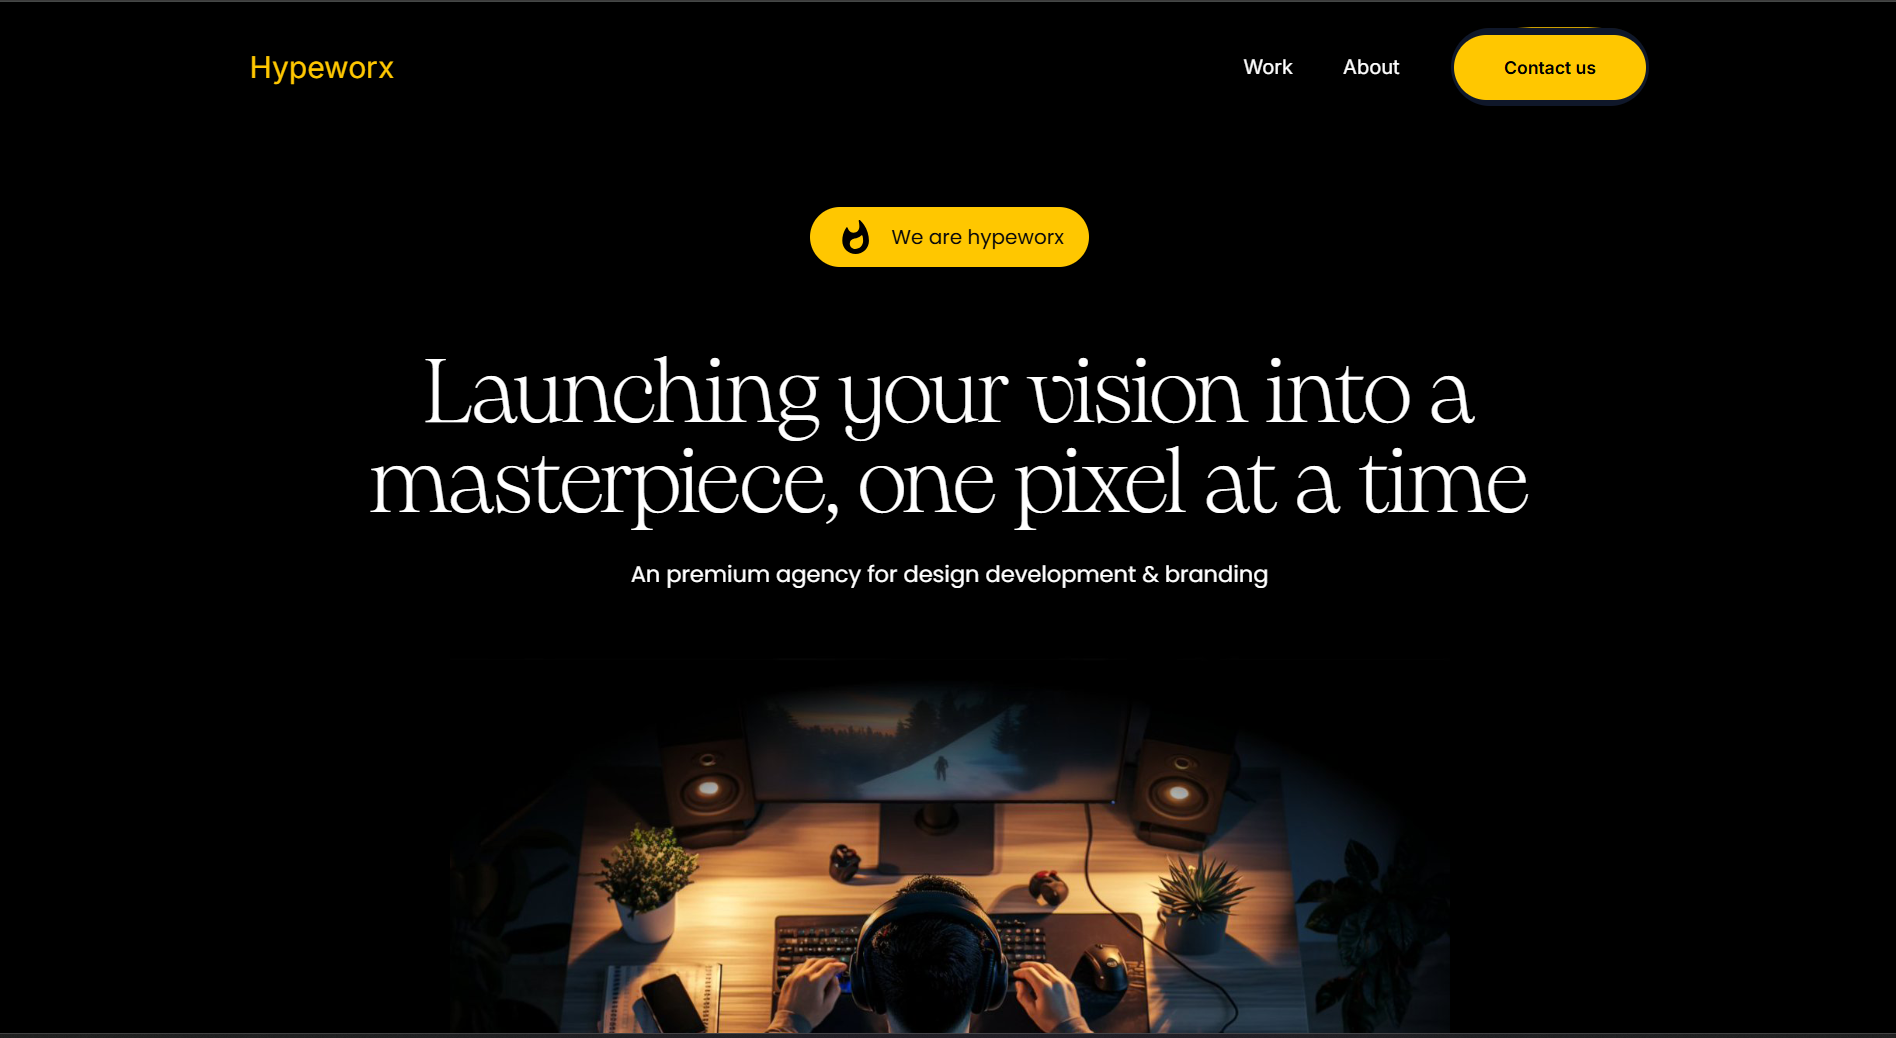 Hypeworx
Work
About
Contact us
We are hypeworx
Launching your vision into a
masterpiece, one pixel at a time
An premium agency for design development & branding